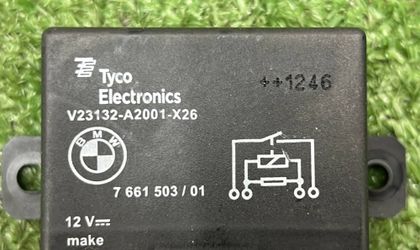 Tyco
Electronics
++1246
V23132-A2001-X26
BMW
7 661 503 / 01
12 V
make